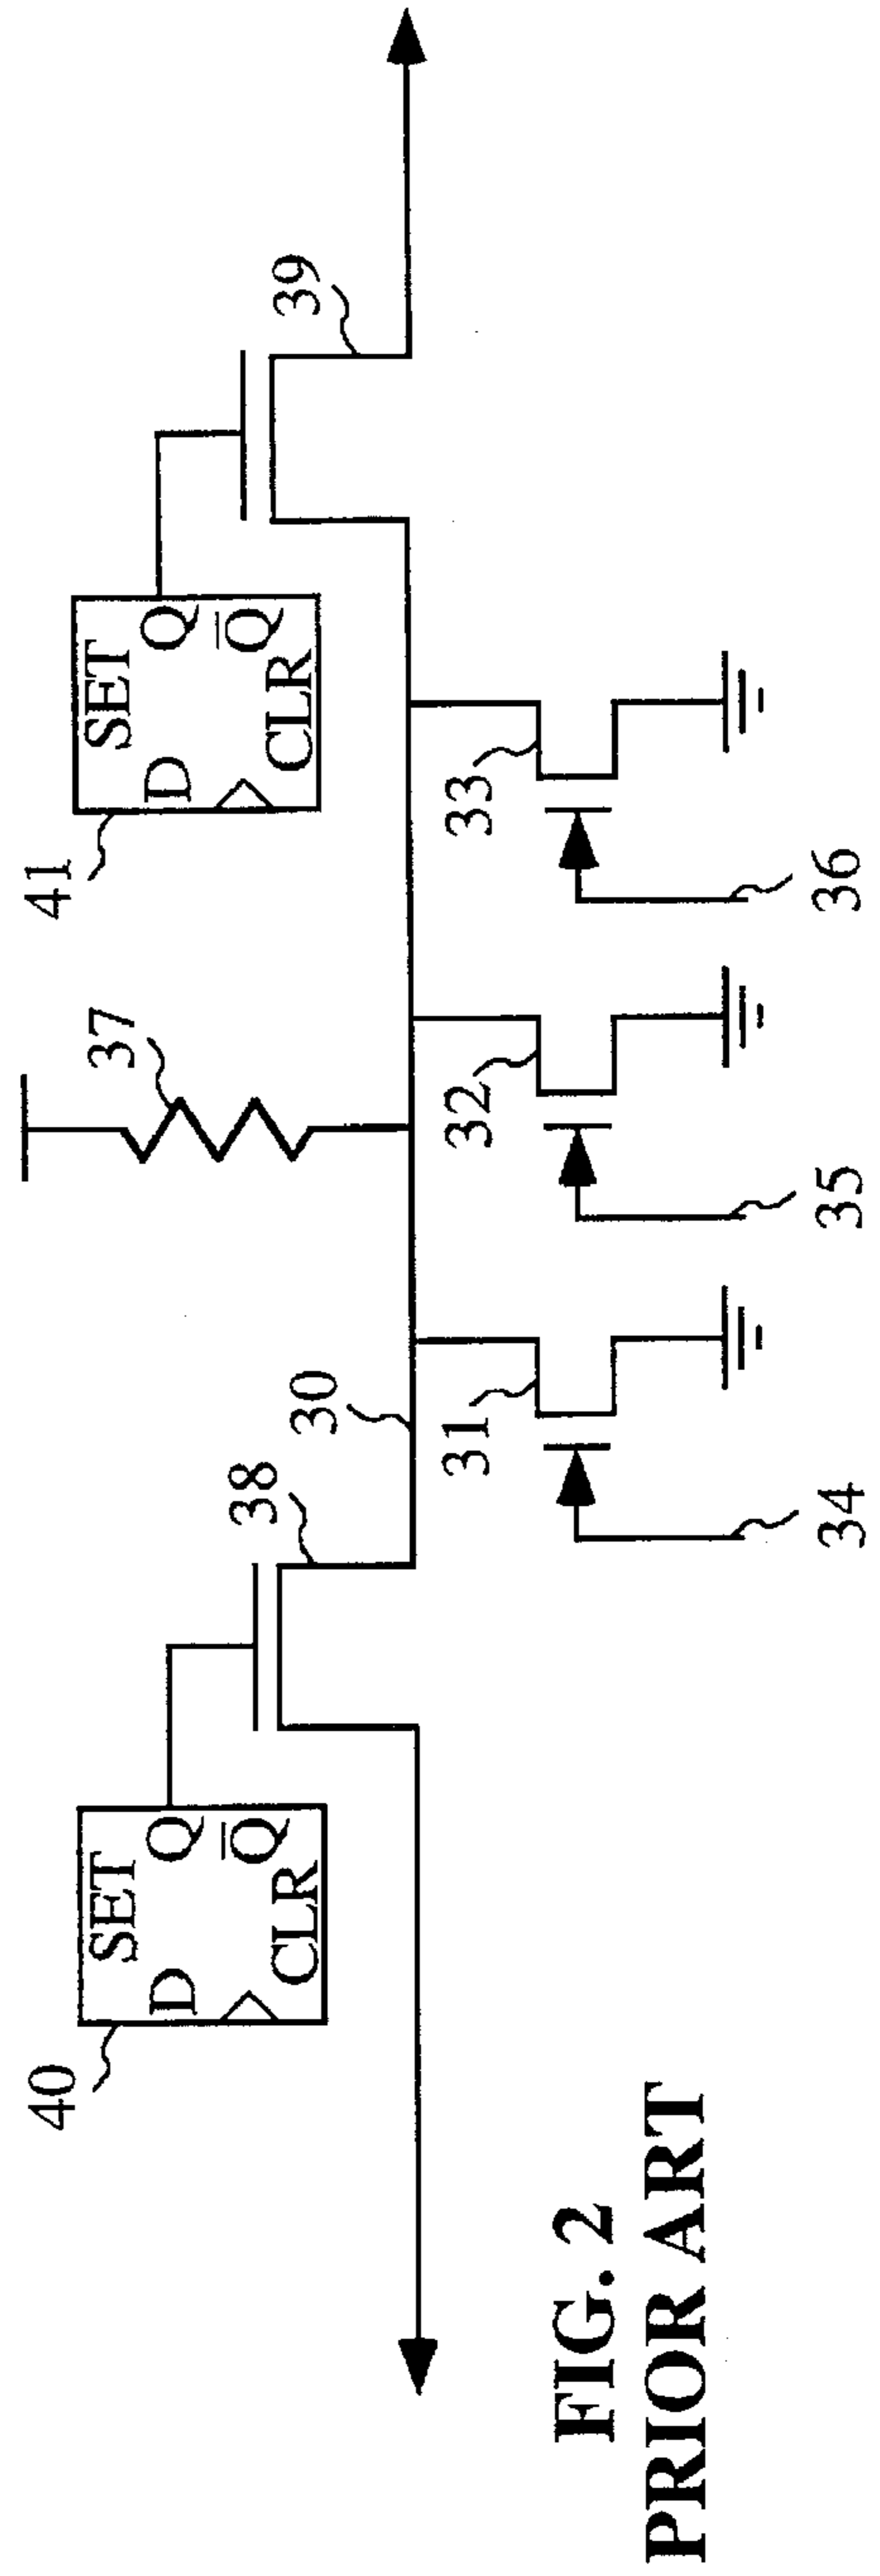 40
SET
D Q
Q̅
CLR
38
30
37
41
SET
D Q
Q̅
CLR
39
31
32
33
34
35
36
FIG. 2
PRIOR ART